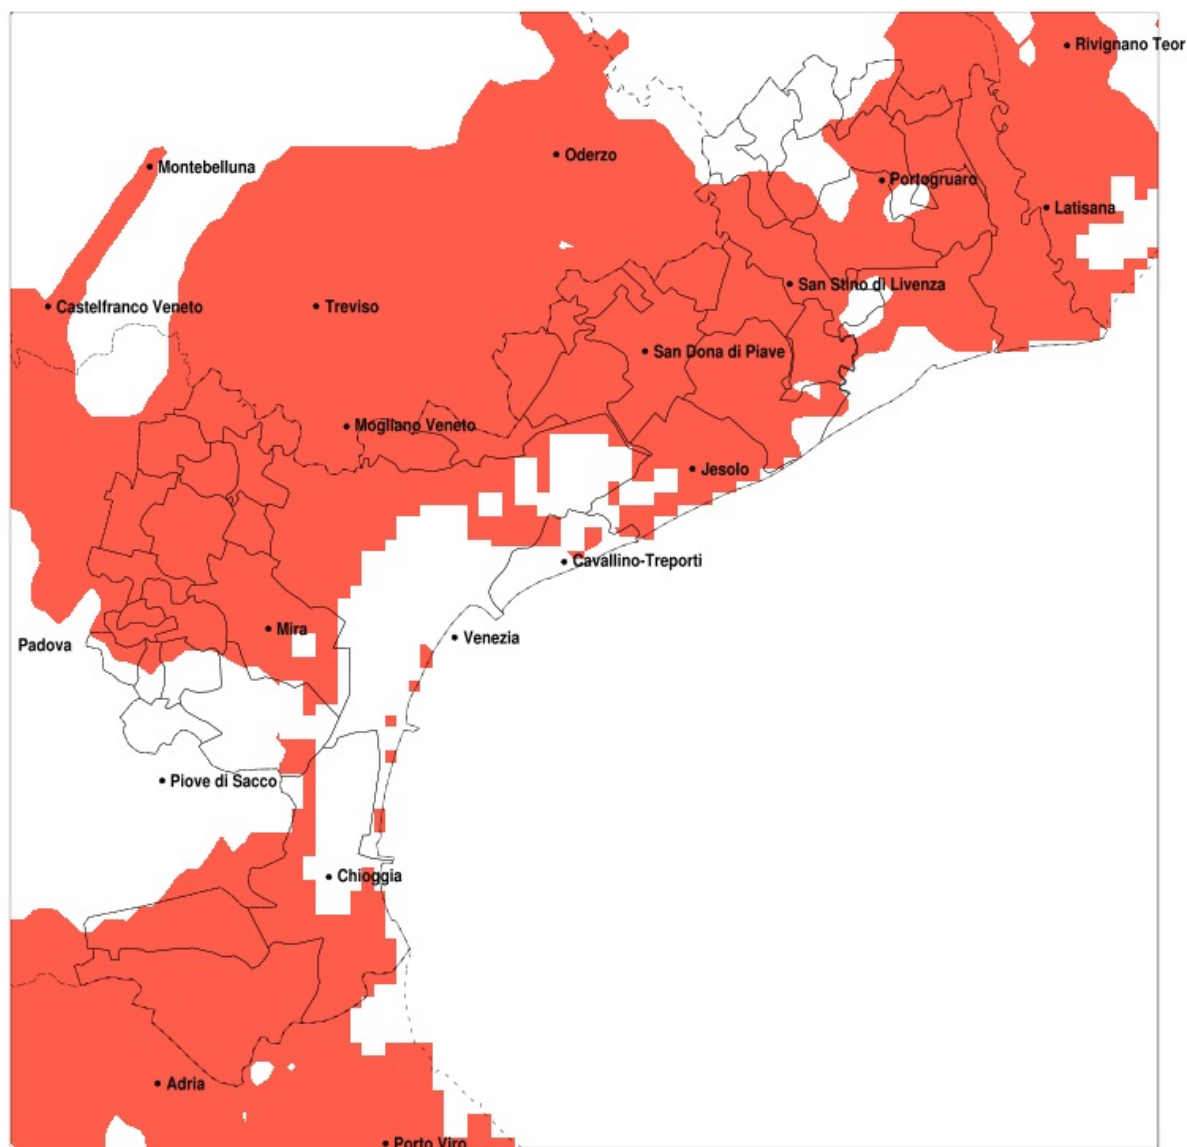 Rivignano Teor
Oderzo
Montebelluna
Portogruaro
Latisana
San Stino di Livenza
Castelfranco Veneto
Treviso
San Dona di Piave
Mogliano Veneto
Jesolo
Cavallino-Treporti
Mira
Venezia
Padova
Piove di Sacco
Chioggia
Adria
Porto Viro